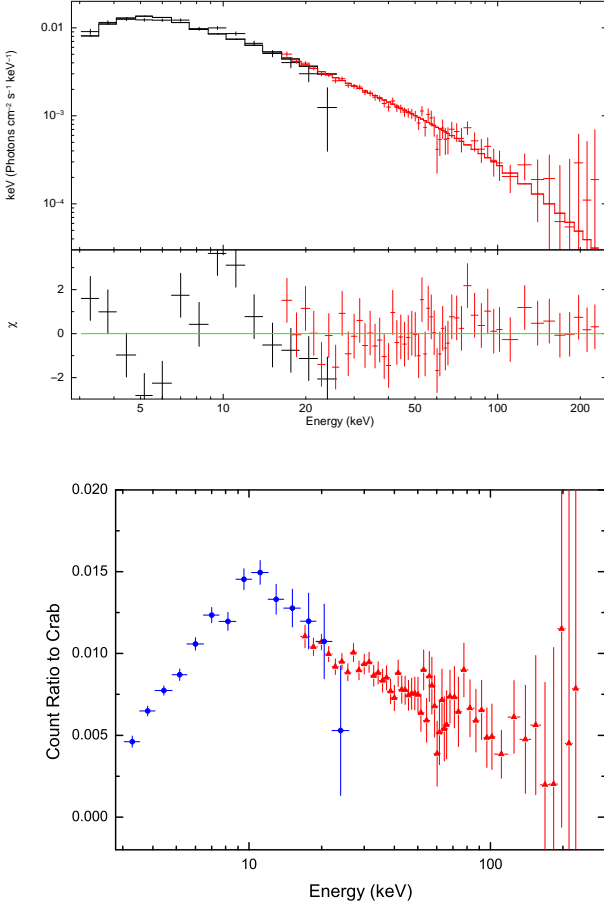 0.01
10⁻³
10⁻⁴
keV (Photons cm⁻² s⁻¹ keV⁻¹)
2
0
−2
χ
5 10 20 50 100 200
Energy (keV)
0.020
0.015
0.010
0.005
0.000
Count Ratio to Crab
10 100
Energy (keV)